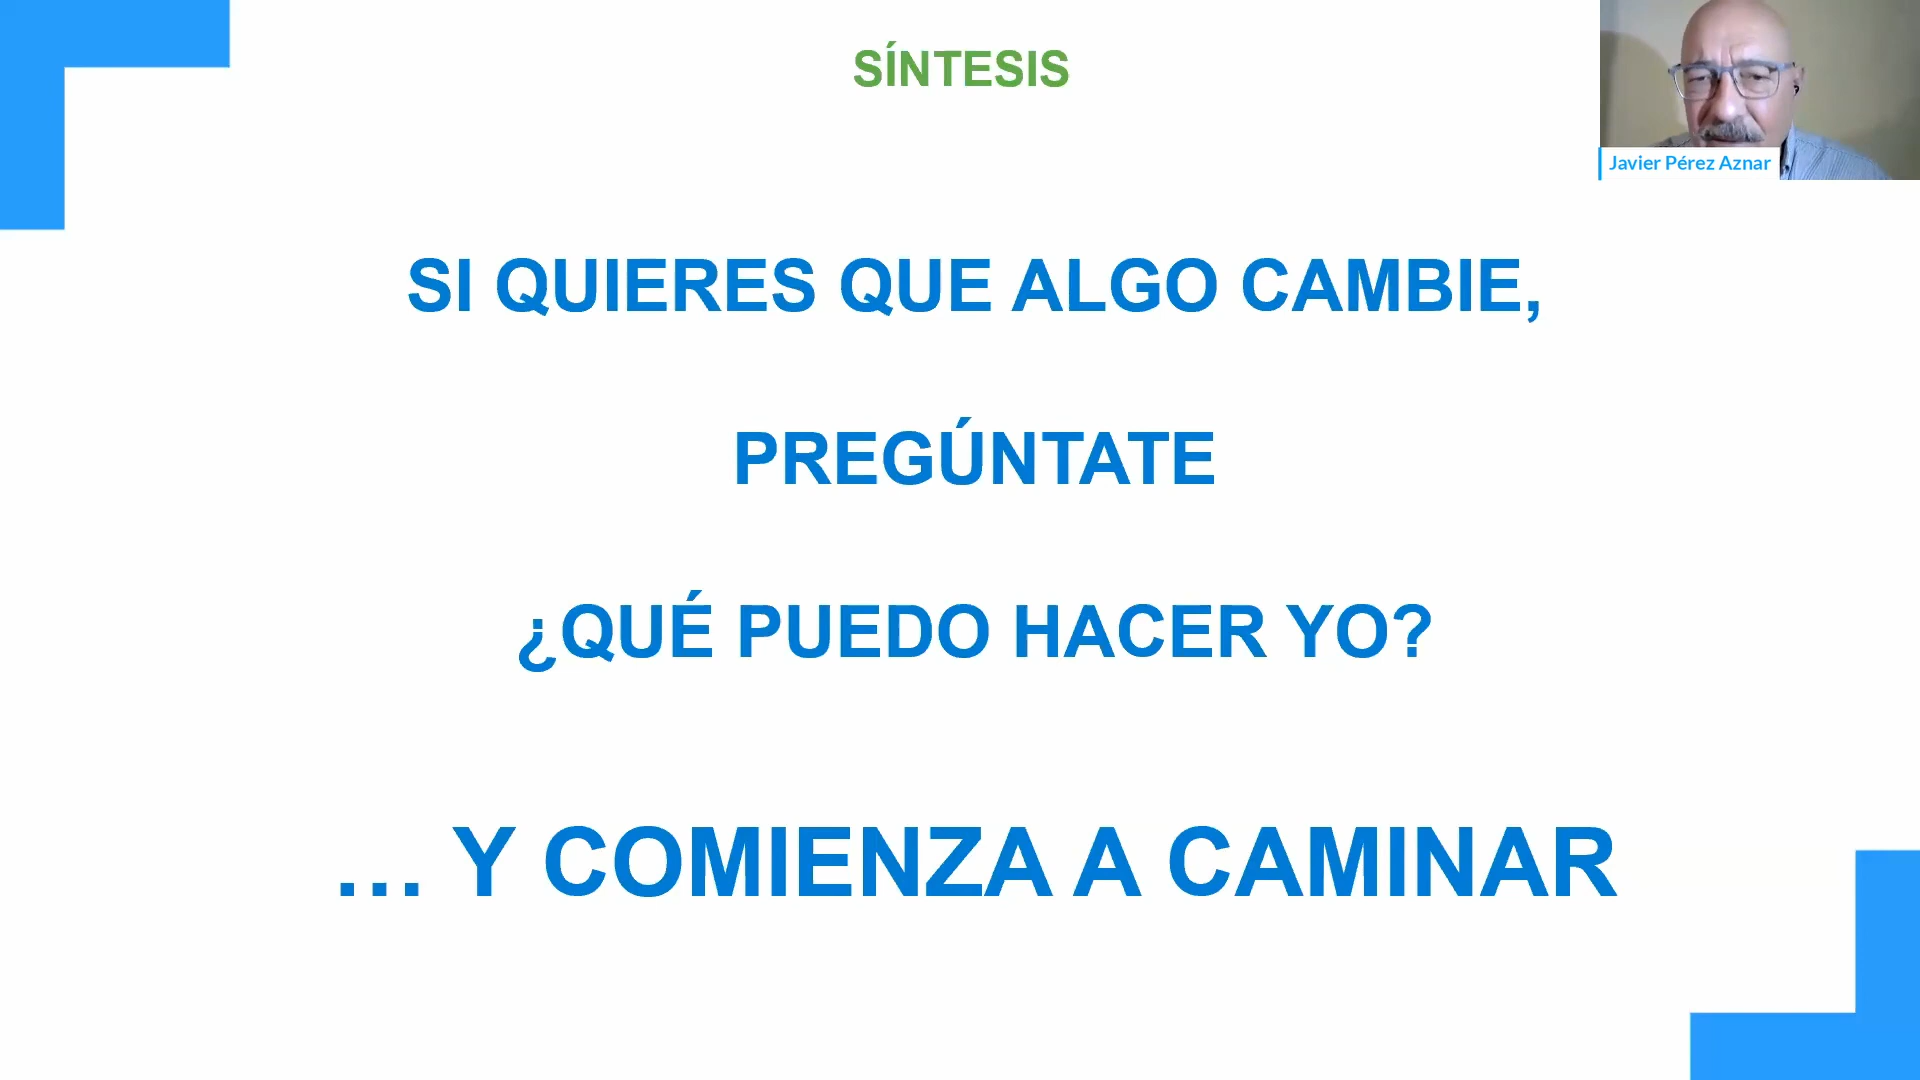 SÍNTESIS
Javier Pérez Aznar
SI QUIERES QUE ALGO CAMBIE,
PREGÚNTATE
¿QUÉ PUEDO HACER YO?
... Y COMIENZA A CAMINAR